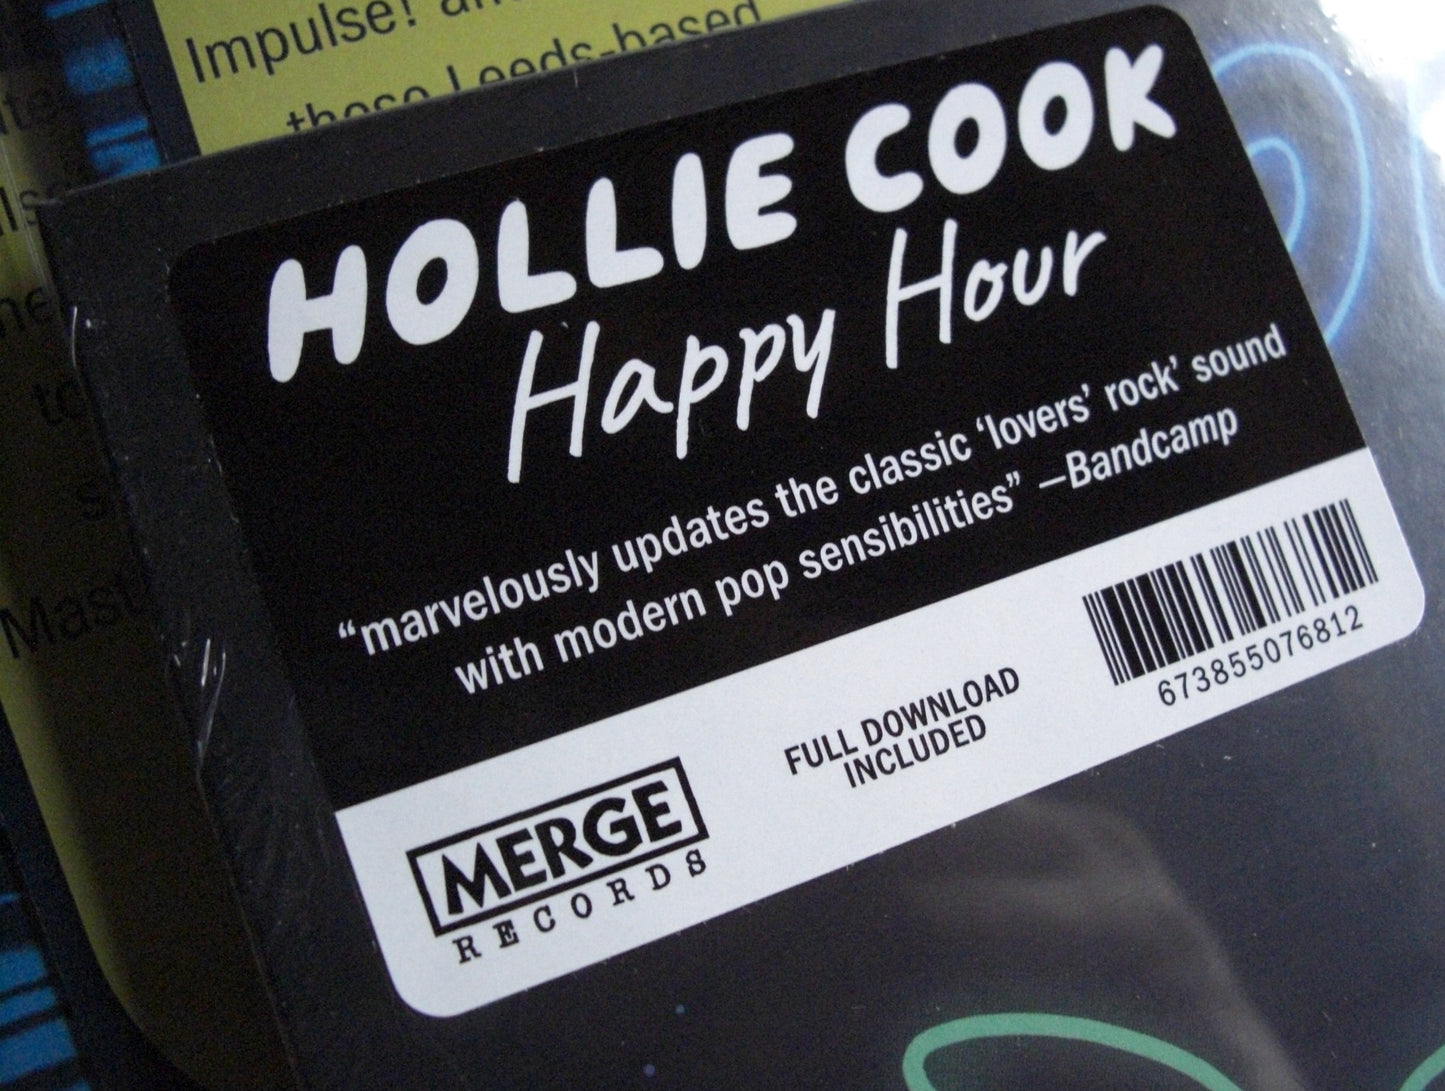 Impulse!
these Leeds-based
HOLLIE COOK
Happy Hour
“marvelously updates the classic ‘lovers’ rock’ sound
with modern pop sensibilities” —Bandcamp
673855076812
FULL DOWNLOAD
INCLUDED
MERGE
RECORDS